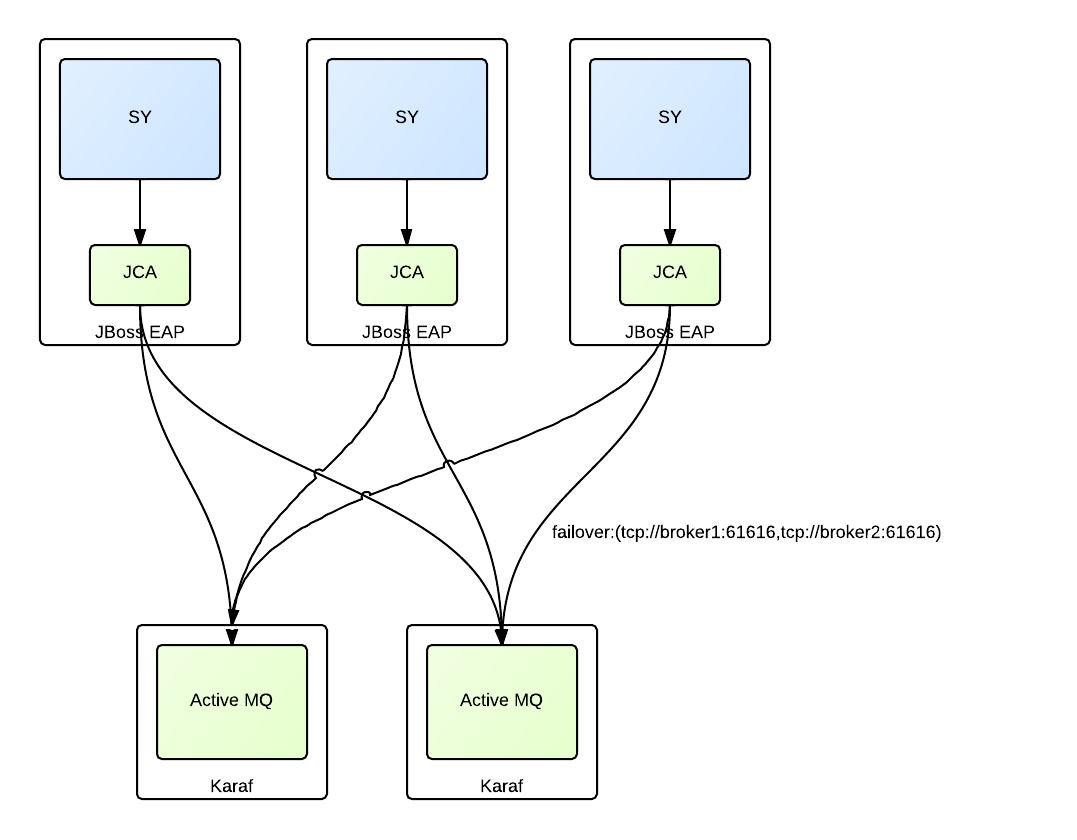 SY
SY
SY
JCA
JCA
JCA
JBoss EAP
JBoss EAP
JBoss EAP
failover:(tcp://broker1:61616,tcp://broker2:61616)
Active MQ
Active MQ
Karaf
Karaf